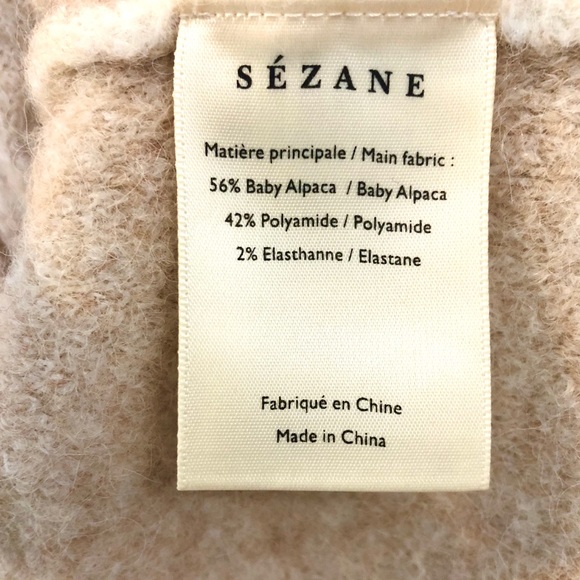 SÉZANE
Matière principale / Main fabric :
56% Baby Alpaca / Baby Alpaca
42% Polyamide / Polyamide
2% Elasthanne / Elastane
Fabriqué en Chine
Made in China